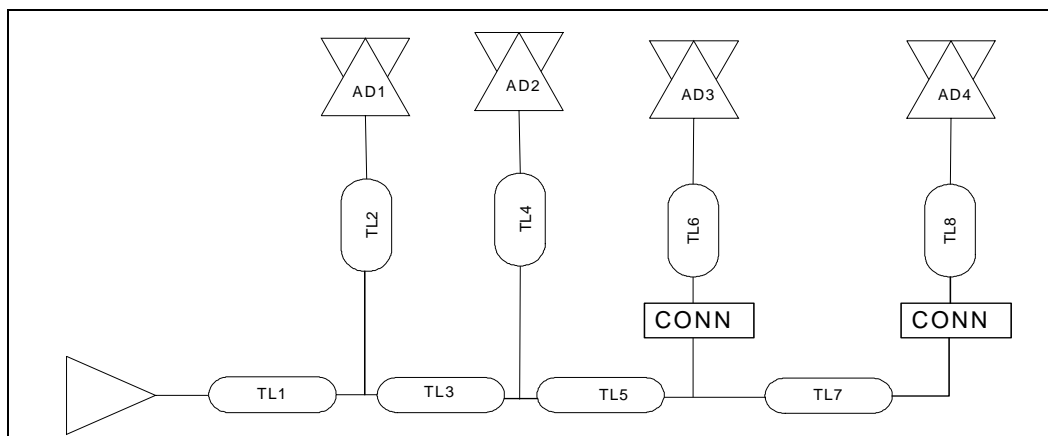 AD1
AD2
AD3
AD4
TL2
TL4
TL6
TL8
CONN
CONN
TL1
TL3
TL5
TL7